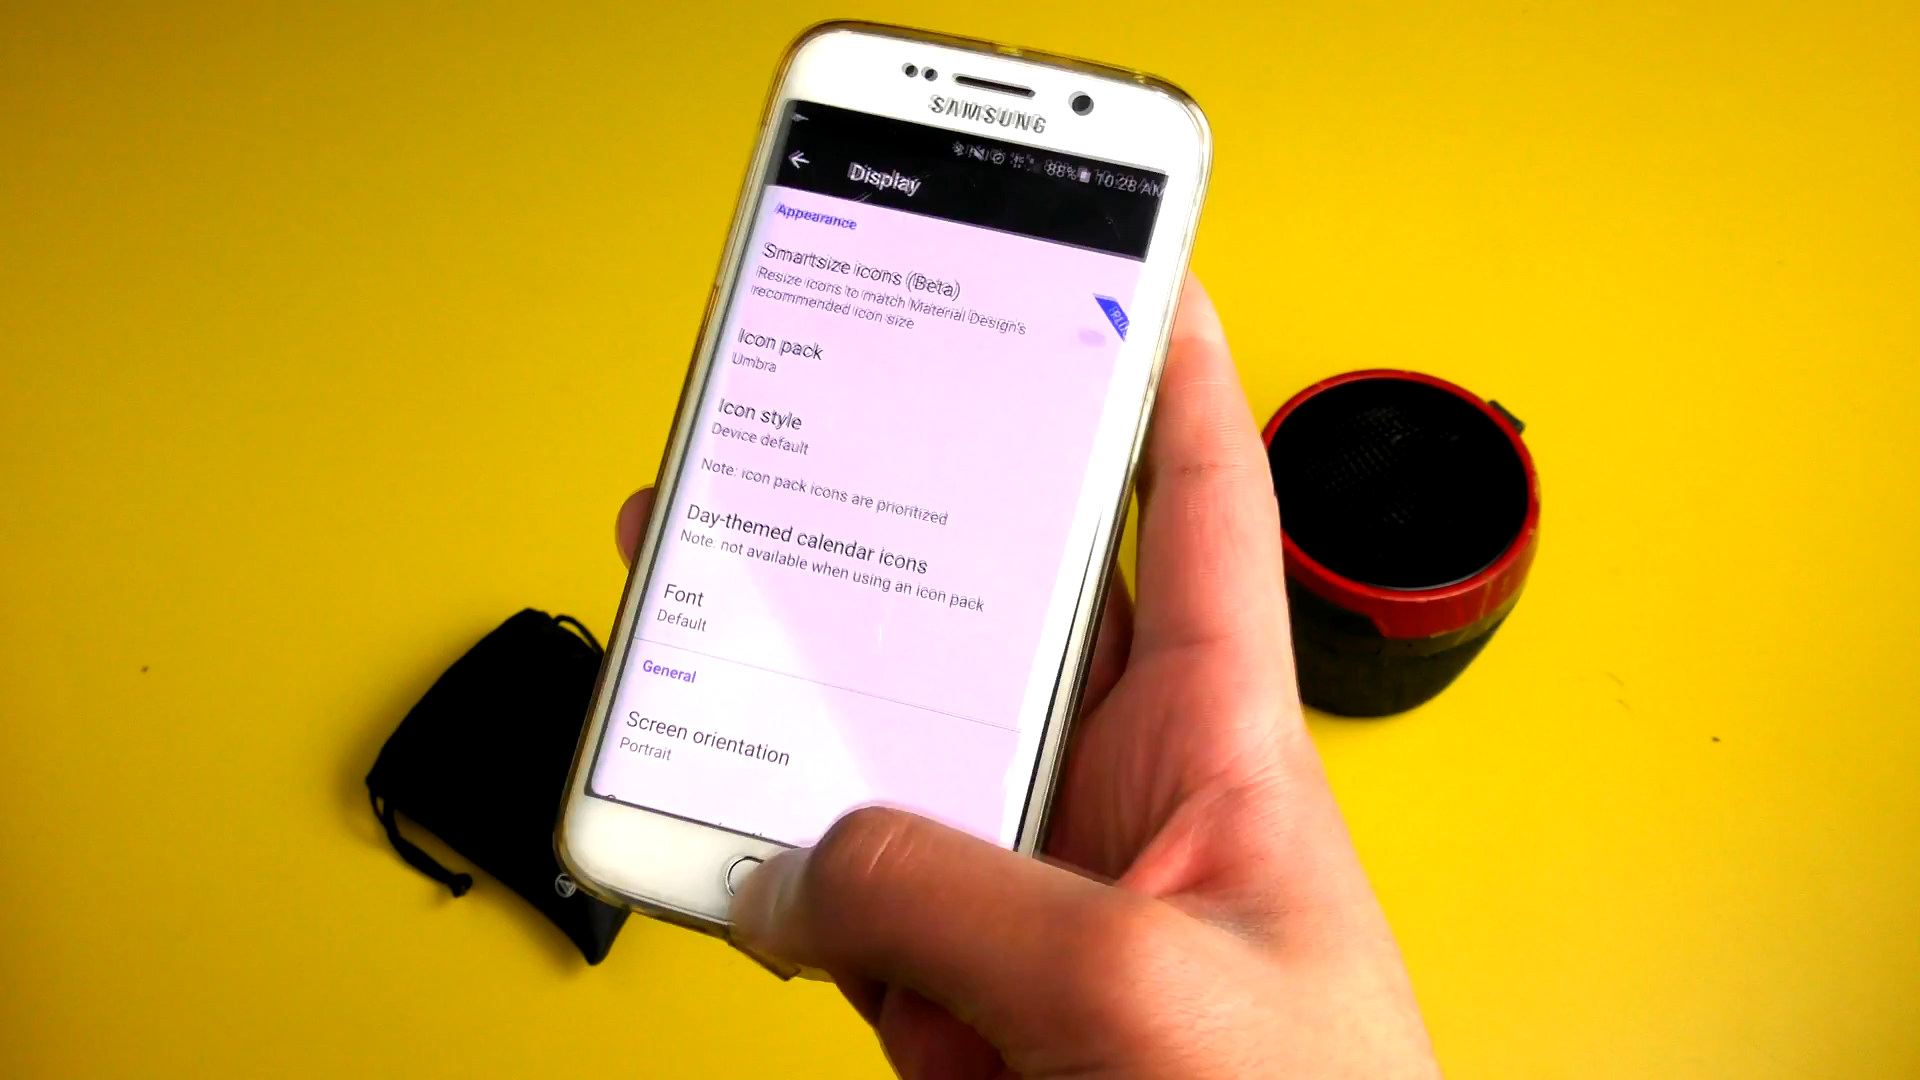 SAMSUNG
88% 10:28 AM
Display
Appearance
Smartsize icons (Beta)
Resize icons to match Material Design's
recommended icon size
PLUS
Icon pack
Umbra
Icon style
Device default
Note: icon pack icons are prioritized
Day-themed calendar icons
Note: not available when using an icon pack
Font
Default
General
Screen orientation
Portrait